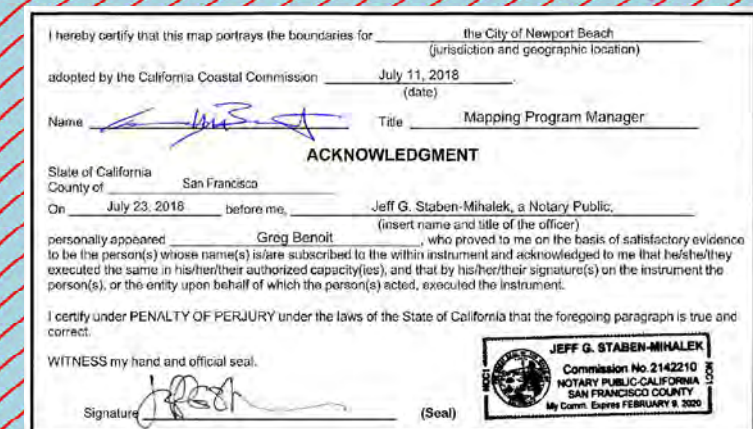 I hereby certify that this map portrays the boundaries for the City of Newport Beach
(jurisdiction and geographic location)
adopted by the California Coastal Commission July 11, 2018.
(date)
Name Title Mapping Program Manager
ACKNOWLEDGMENT
State of California
County of San Francisco
On July 23, 2018 before me, Jeff G. Staben-Mihalek, a Notary Public,
(insert name and title of the officer)
personally appeared Greg Benoit, who proved to me on the basis of satisfactory evidence
to be the person(s) whose name(s) is/are subscribed to the within instrument and acknowledged to me that he/she/they
executed the same in his/her/their authorized capacity(ies), and that by his/her/their signature(s) on the instrument the
person(s), or the entity upon behalf of which the person(s) acted, executed the instrument.
I certify under PENALTY OF PERJURY under the laws of the State of California that the foregoing paragraph is true and
correct.
WITNESS my hand and official seal.
JEFF G. STABEN-MIHALEK
Commission No. 2142210
NOTARY PUBLIC-CALIFORNIA
SAN FRANCISCO COUNTY
My Comm. Expires FEBRUARY 9, 2020
NOC1
NOC1
Signature (Seal)